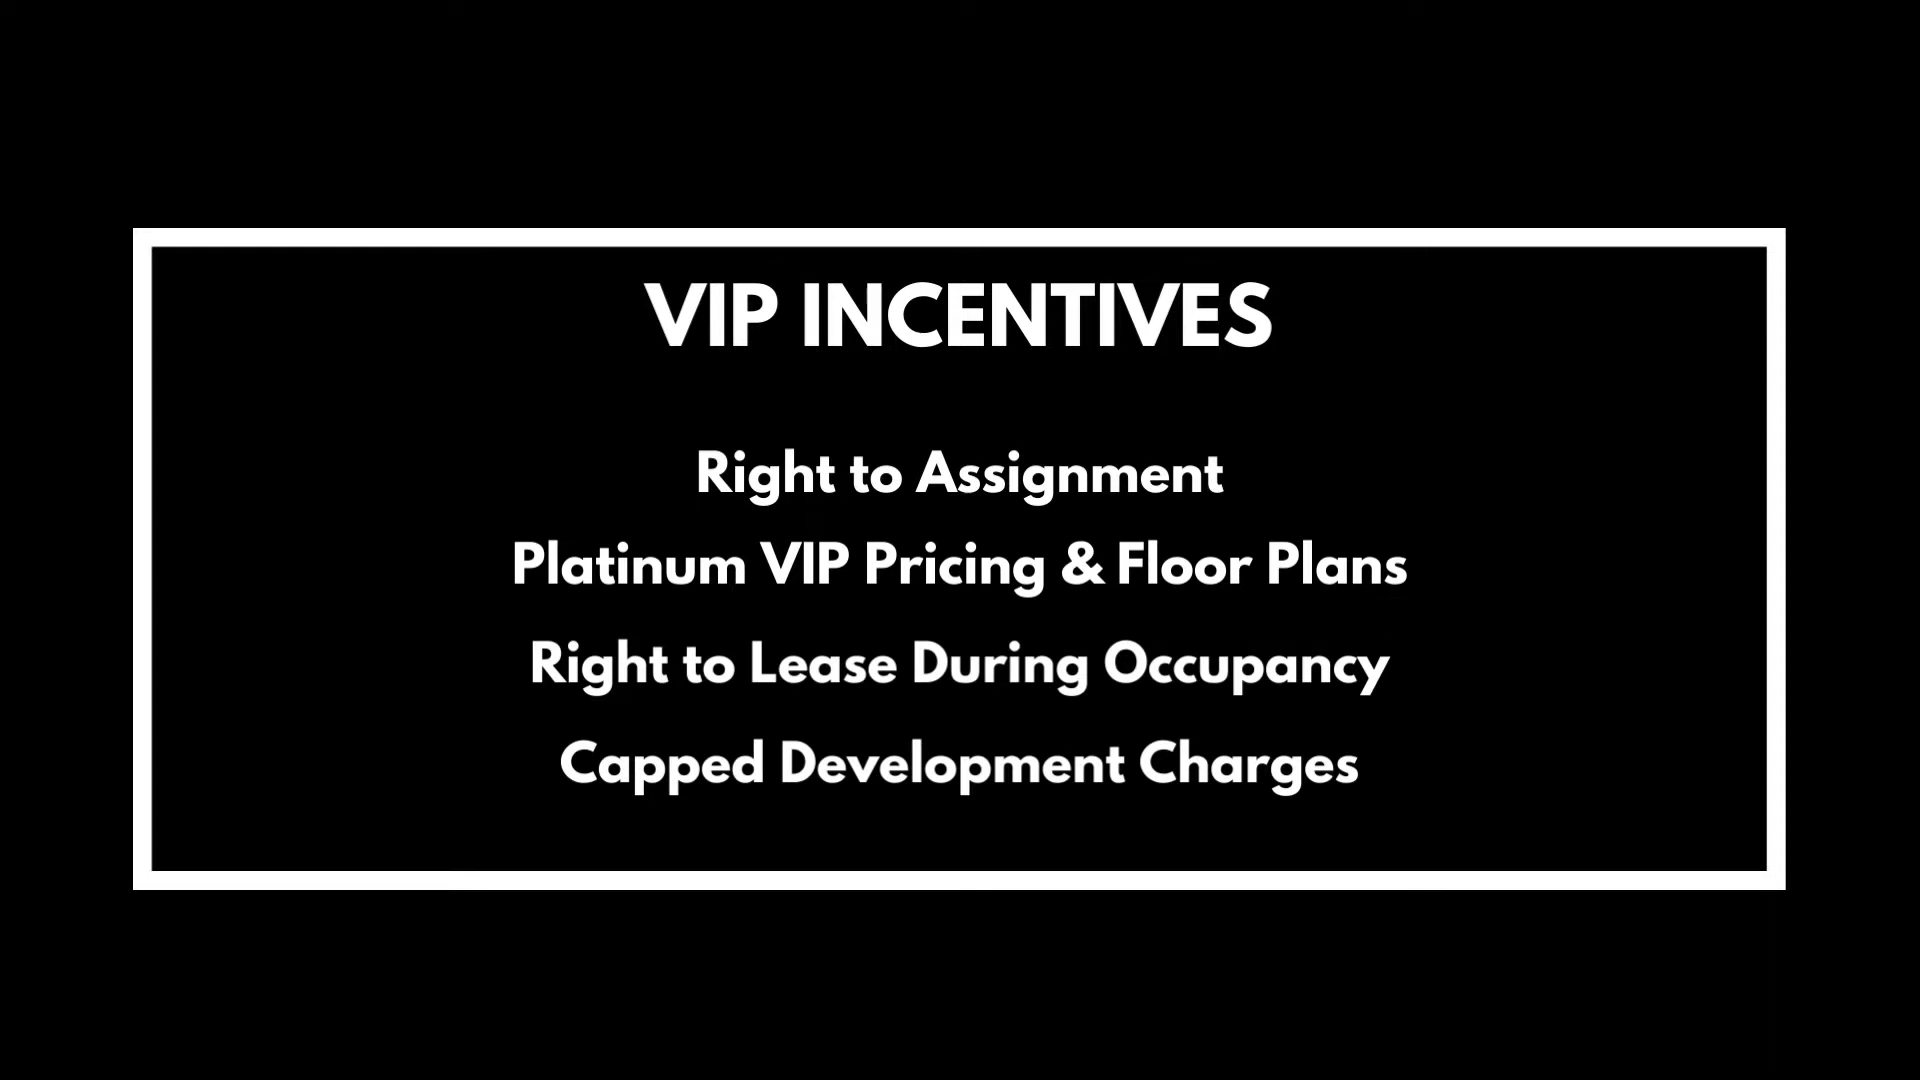 VIP INCENTIVES
Right to Assignment
Platinum VIP Pricing & Floor Plans
Right to Lease During Occupancy
Capped Development Charges